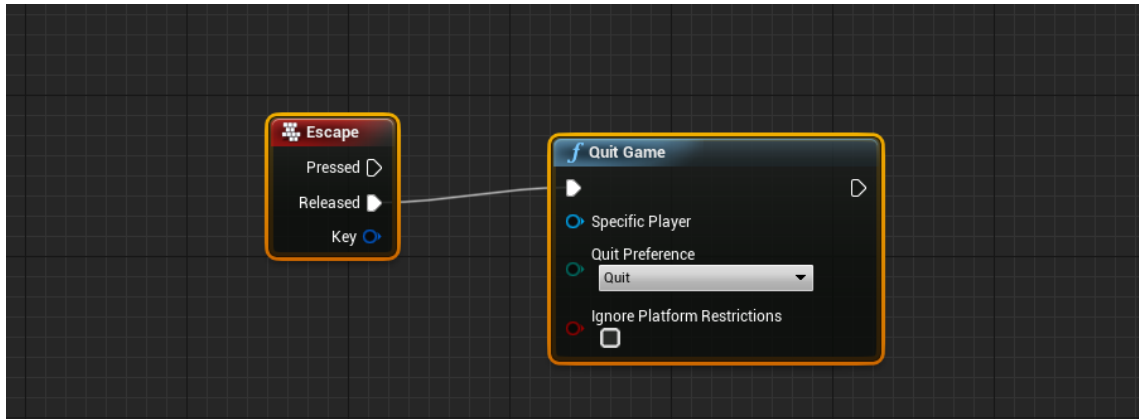 Escape
Pressed
Released
Key
f Quit Game
Specific Player
Quit Preference
Quit
Ignore Platform Restrictions